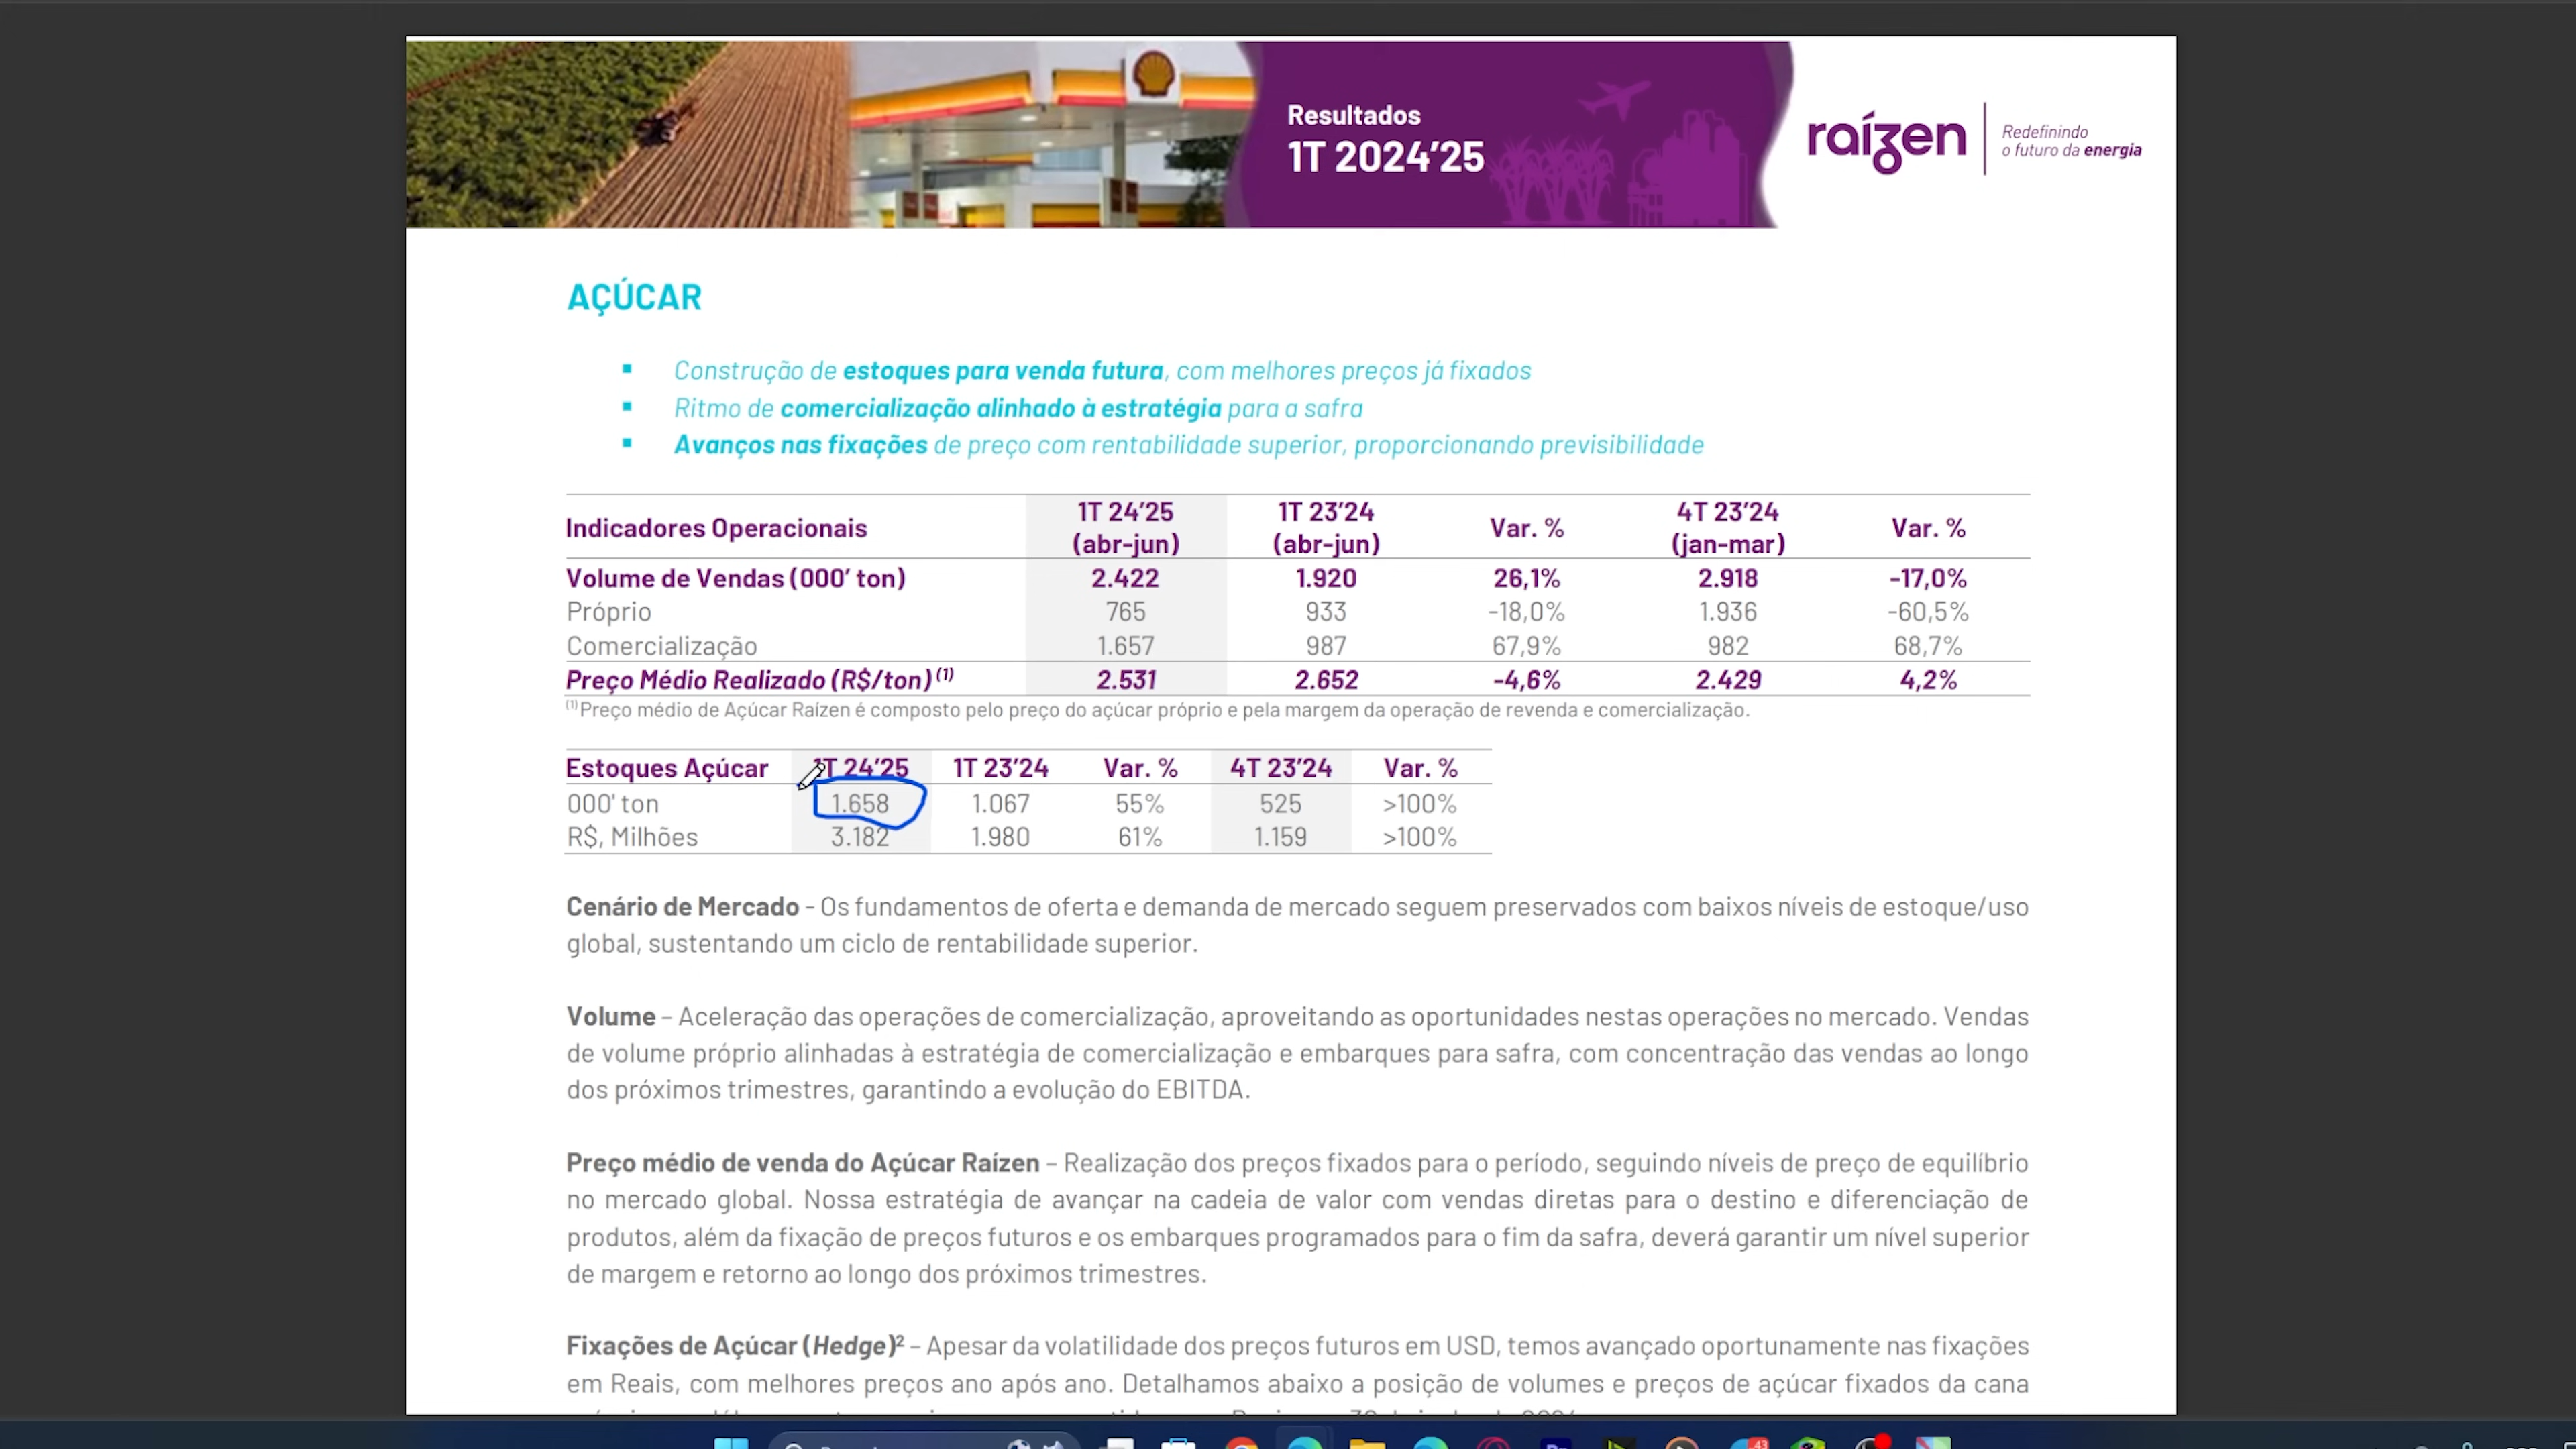 Resultados
1T 2024'25
raízen
Redefinindo
o futuro da energia
AÇÚCAR
▪ Construção de estoques para venda futura, com melhores preços já fixados
▪ Ritmo de comercialização alinhado à estratégia para a safra
▪ Avanços nas fixações de preço com rentabilidade superior, proporcionando previsibilidade
Indicadores Operacionais 1T 24'25 (abr-jun) 1T 23'24 (abr-jun) Var. % 4T 23'24 (jan-mar) Var. %
Volume de Vendas (000' ton) 2.422 1.920 26,1% 2.918 -17,0%
Próprio 765 933 -18,0% 1.936 -60,5%
Comercialização 1.657 987 67,9% 982 68,7%
Preço Médio Realizado (R$/ton) (1) 2.531 2.652 -4,6% 2.429 4,2%
(1) Preço médio de Açúcar Raízen é composto pelo preço do açúcar próprio e pela margem da operação de revenda e comercialização.
Estoques Açúcar 1T 24'25 1T 23'24 Var. % 4T 23'24 Var. %
000' ton 1.658 1.067 55% 525 >100%
R$, Milhões 3.182 1.980 61% 1.159 >100%
Cenário de Mercado - Os fundamentos de oferta e demanda de mercado seguem preservados com baixos níveis de estoque/uso
global, sustentando um ciclo de rentabilidade superior.
Volume – Aceleração das operações de comercialização, aproveitando as oportunidades nestas operações no mercado. Vendas
de volume próprio alinhadas à estratégia de comercialização e embarques para safra, com concentração das vendas ao longo
dos próximos trimestres, garantindo a evolução do EBITDA.
Preço médio de venda do Açúcar Raízen – Realização dos preços fixados para o período, seguindo níveis de preço de equilíbrio
no mercado global. Nossa estratégia de avançar na cadeia de valor com vendas diretas para o destino e diferenciação de
produtos, além da fixação de preços futuros e os embarques programados para o fim da safra, deverá garantir um nível superior
de margem e retorno ao longo dos próximos trimestres.
Fixações de Açúcar (Hedge)² – Apesar da volatilidade dos preços futuros em USD, temos avançado oportunamente nas fixações
em Reais, com melhores preços ano após ano. Detalhamos abaixo a posição de volumes e preços de açúcar fixados da cana
43